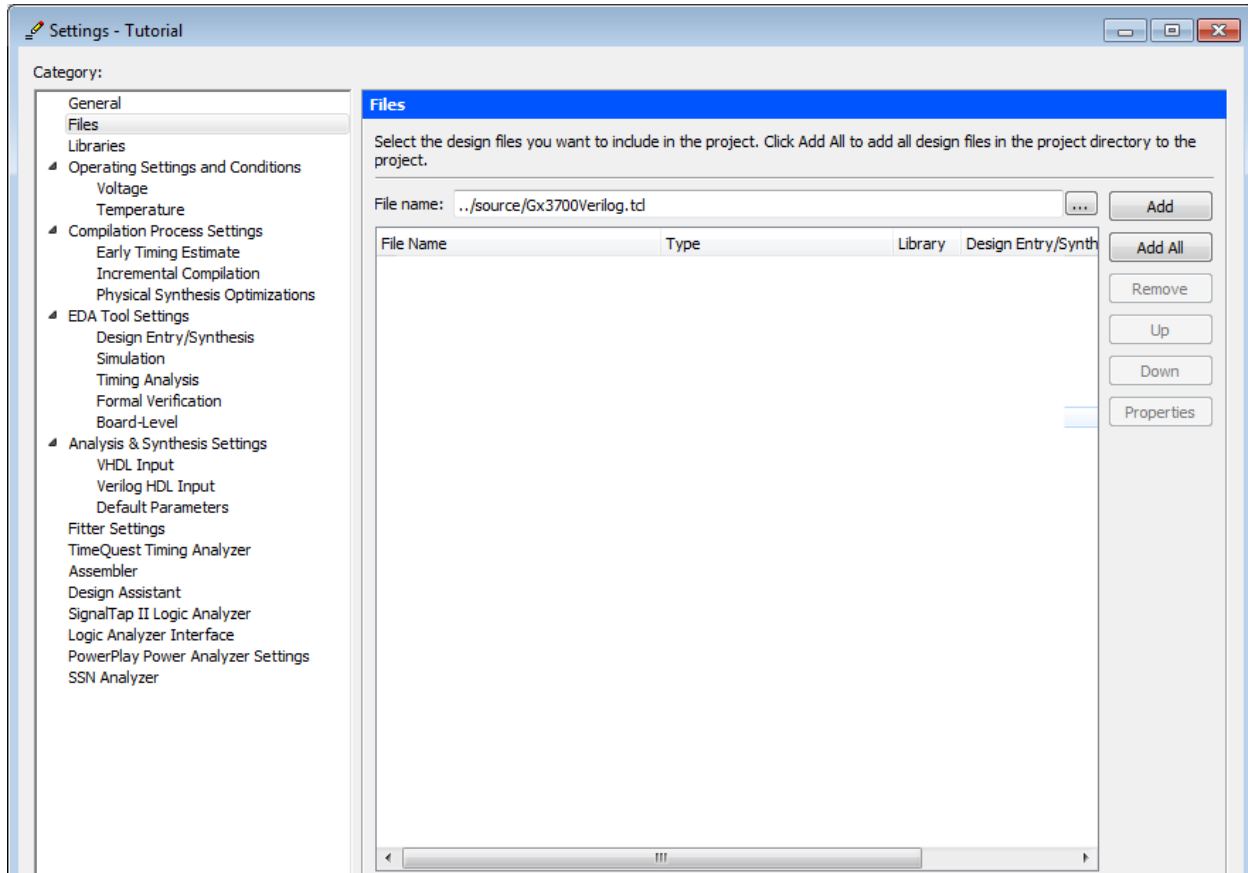 Settings - Tutorial
Category:
General
Files
Libraries
Operating Settings and Conditions
Voltage
Temperature
Compilation Process Settings
Early Timing Estimate
Incremental Compilation
Physical Synthesis Optimizations
EDA Tool Settings
Design Entry/Synthesis
Simulation
Timing Analysis
Formal Verification
Board-Level
Analysis & Synthesis Settings
VHDL Input
Verilog HDL Input
Default Parameters
Fitter Settings
TimeQuest Timing Analyzer
Assembler
Design Assistant
SignalTap II Logic Analyzer
Logic Analyzer Interface
PowerPlay Power Analyzer Settings
SSN Analyzer
Files
Select the design files you want to include in the project. Click Add All to add all design files in the project directory to the
project.
File name: ../source/Gx3700Verilog.tcl ... Add
File Name Type Library Design Entry/Synth
Add All
Remove
Up
Down
Properties